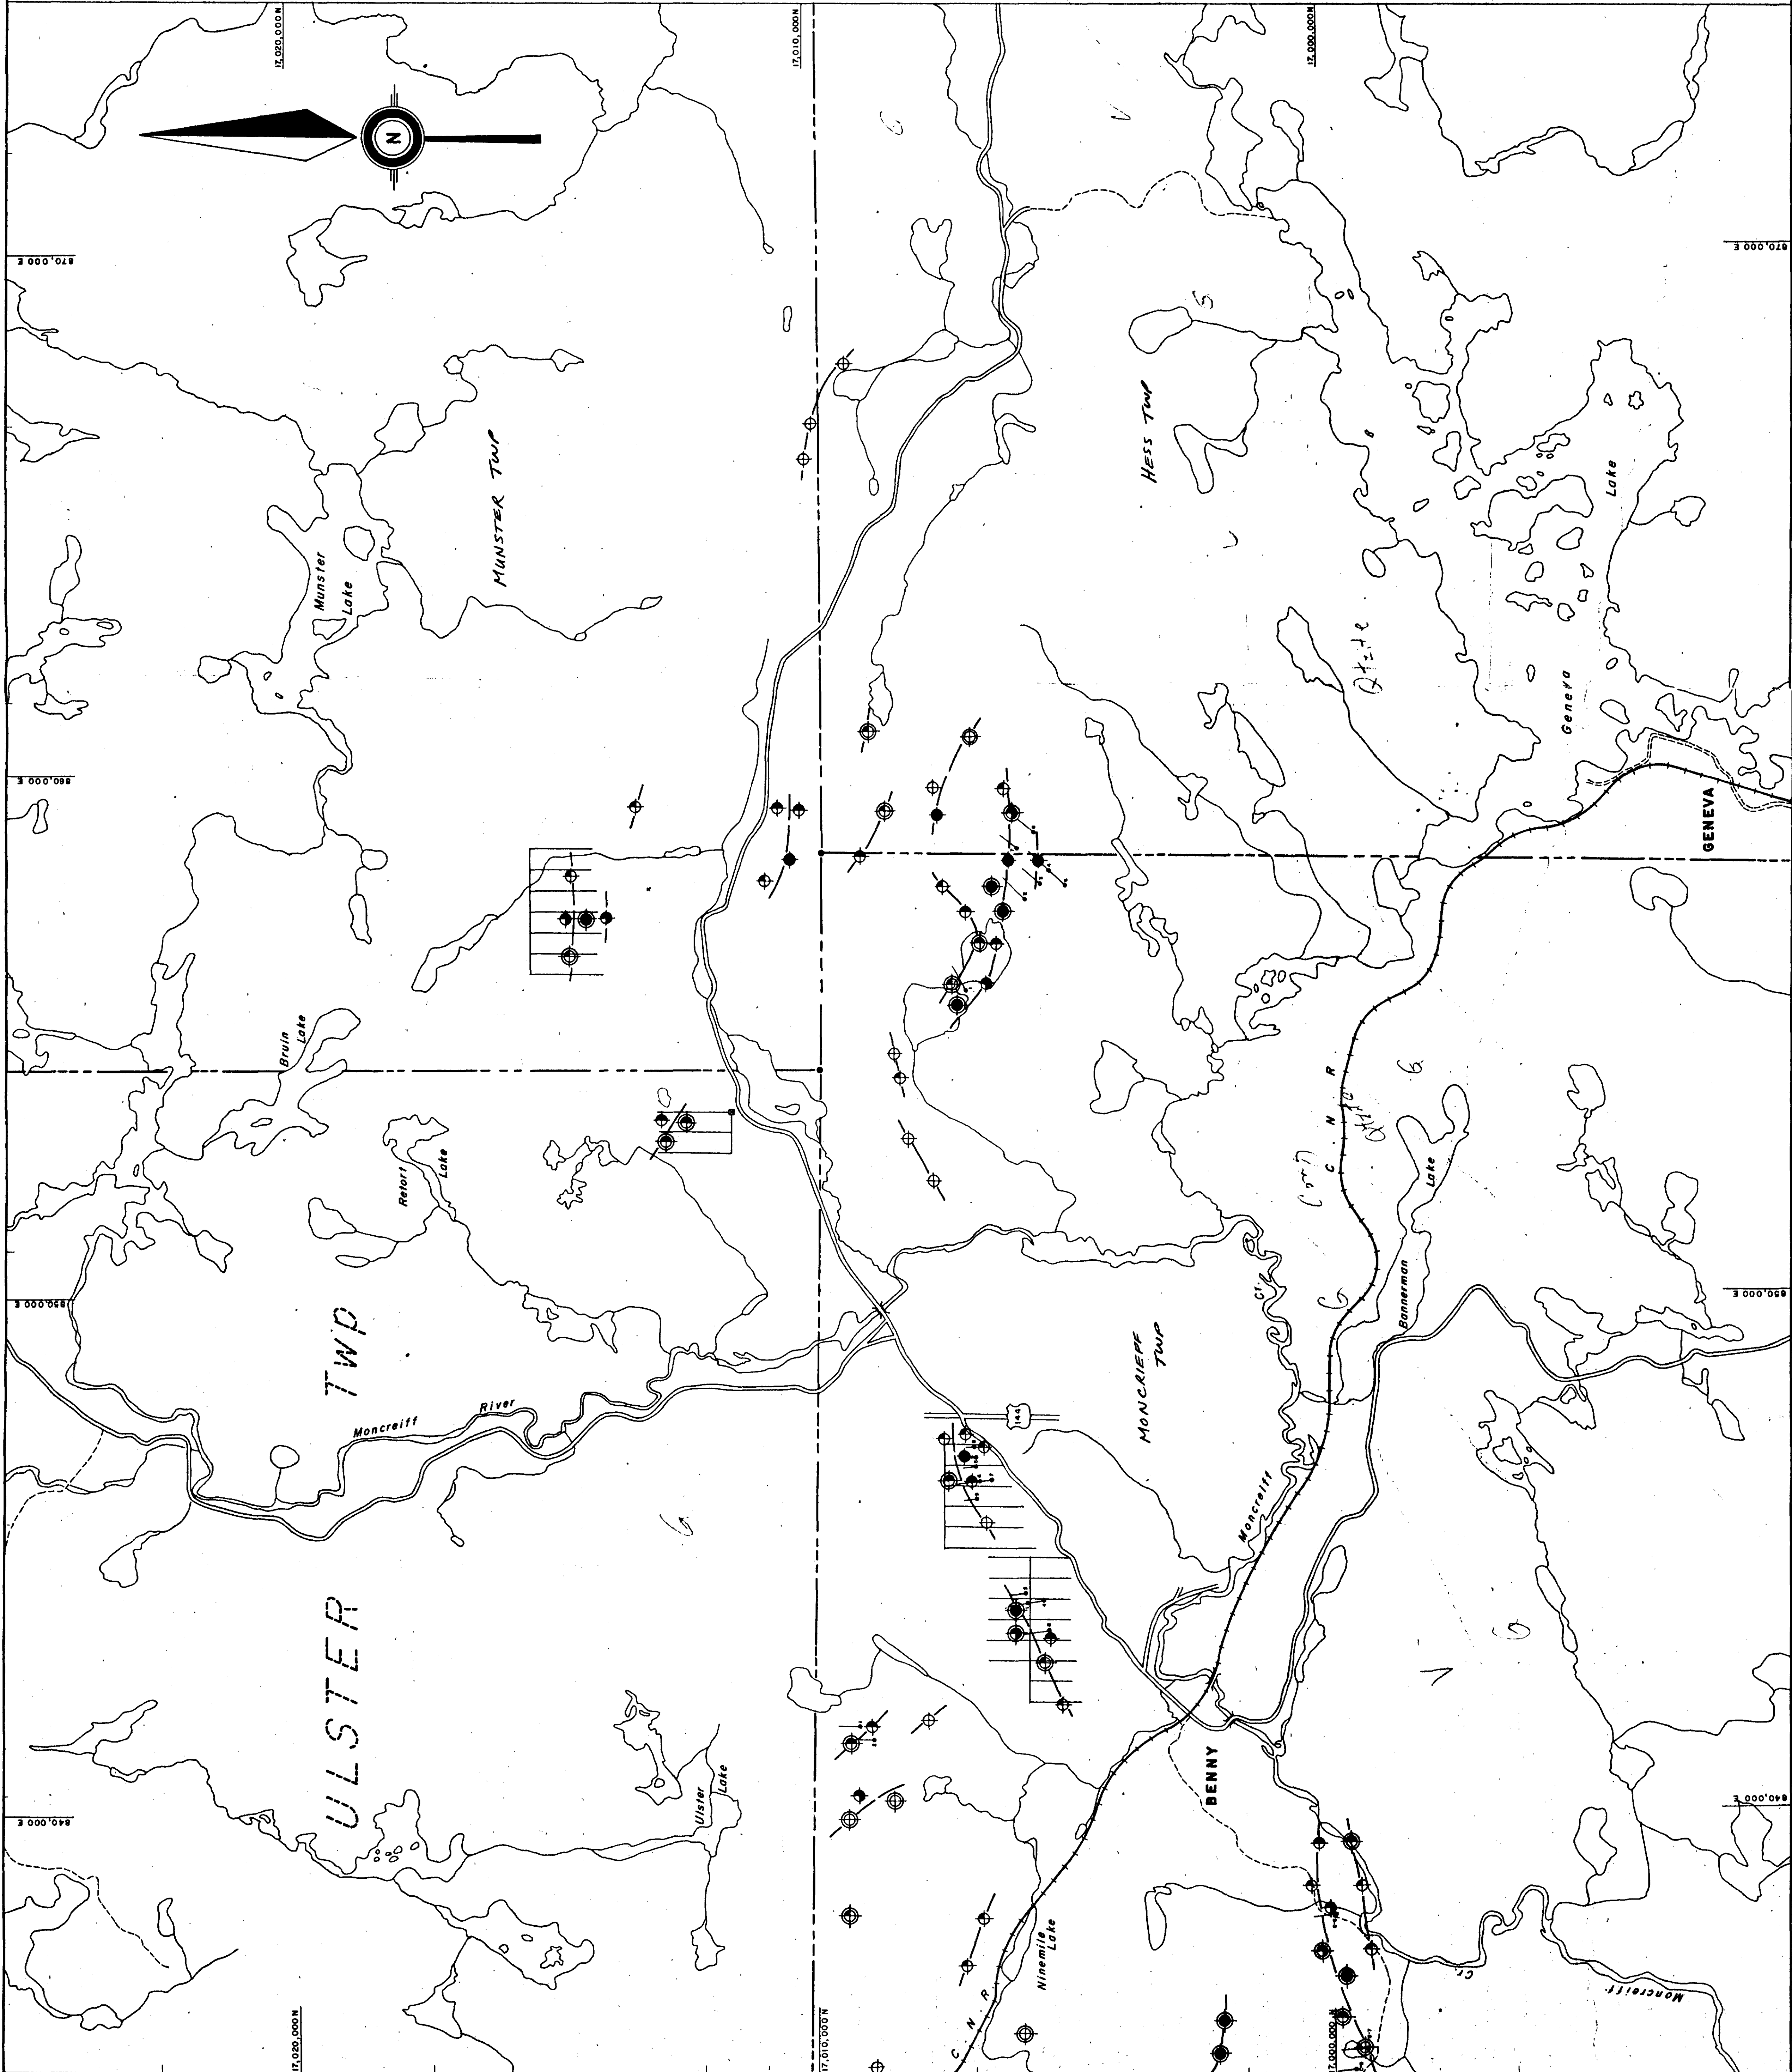 17,020,000 N
17,010,000 N
17,000,000 N
N
870,000 E
870,000 E
MUNSTER TWP
HESS TWP
Munster
Lake
Lake
Geneva
Qtzite
860,000 E
GENEVA
Bruin
Lake
Retort
Lake
C . N . R
G
Lake
Bannerman
850,000 E
850,000 E
ULSTER TWP
Moncreiff River
MONCRIEFF
TWP
144
Moncreiff
Cr.
G
V
Ulster
Lake
BENNY
840,000 E
840,000 E
Ninemile
Lake
C . N . R
Cr.
Moncreiff
17,020,000 N
17,010,000 N
17,000,000 N